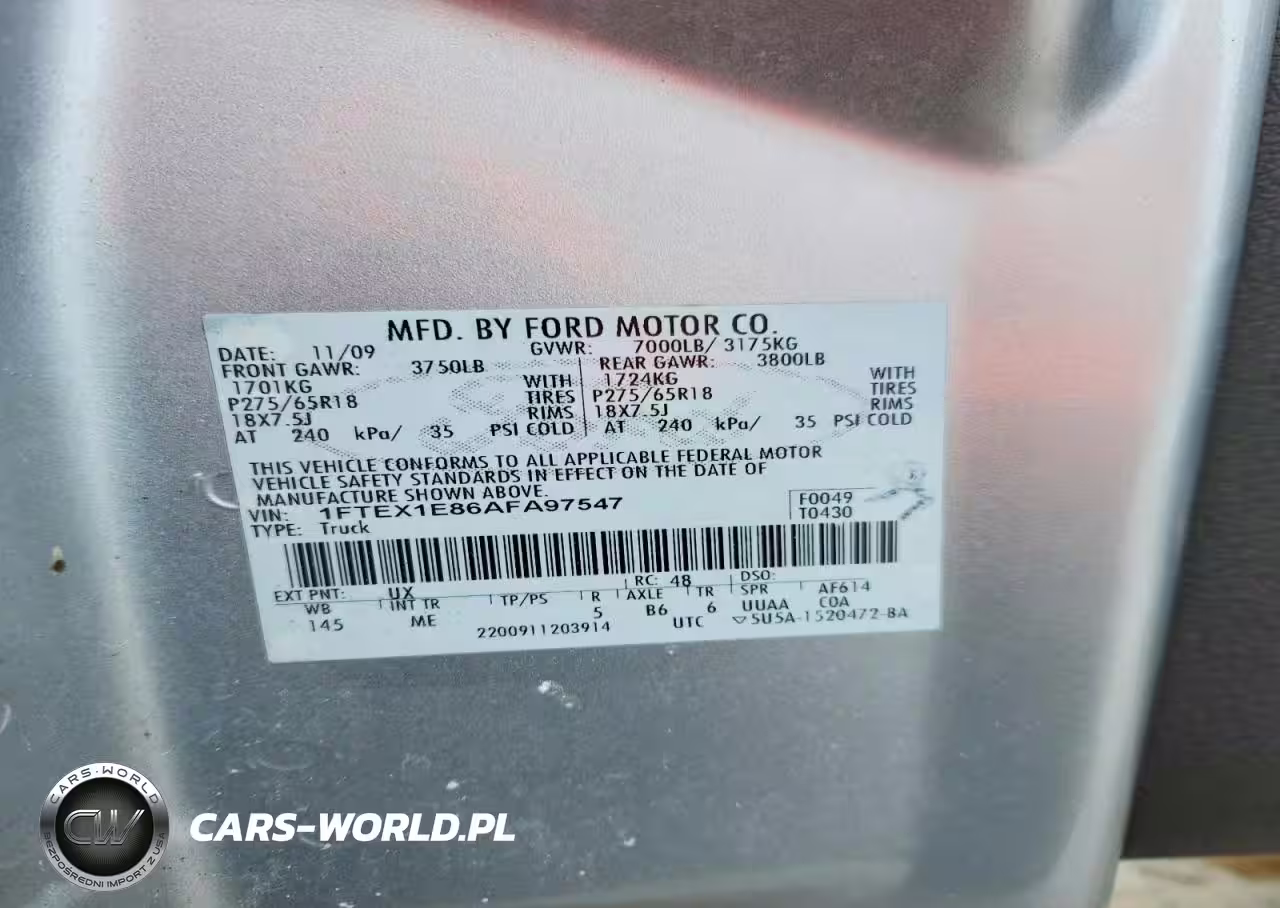 MFD. BY FORD MOTOR CO.
DATE: 11/09 GVWR: 7000LB/ 3175KG
FRONT GAWR: 3750LB REAR GAWR: 3800LB
1701KG WITH 1724KG WITH
P275/65R18 TIRES P275/65R18 TIRES
18X7.5J RIMS 18X7.5J RIMS
AT 240 kPa/ 35 PSI COLD AT 240 kPa/ 35 PSI COLD
THIS VEHICLE CONFORMS TO ALL APPLICABLE FEDERAL MOTOR
VEHICLE SAFETY STANDARDS IN EFFECT ON THE DATE OF
MANUFACTURE SHOWN ABOVE.
VIN: 1FTEX1E86AFA97547 F0049
TYPE: Truck T0430
EXT PNT: UX RC: 48 DSO: AF614
WB INT TR TP/PS R AXLE TR SPR COA
145 ME 5 B6 6 UUAA
2200911203914 UTC ▽5U5A-1520472-BA
CARS-WORLD
CW
BEZPOŚREDNI IMPORT Z USA
CARS-WORLD.PL